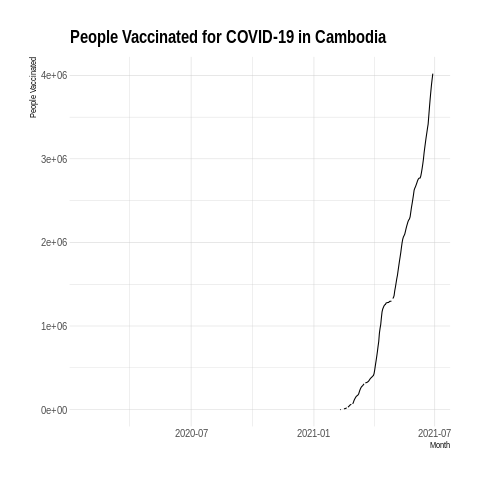 People Vaccinated for COVID-19 in Cambodia
People Vaccinated
4e+06
3e+06
2e+06
1e+06
0e+00
2020-07 2021-01 2021-07
Month